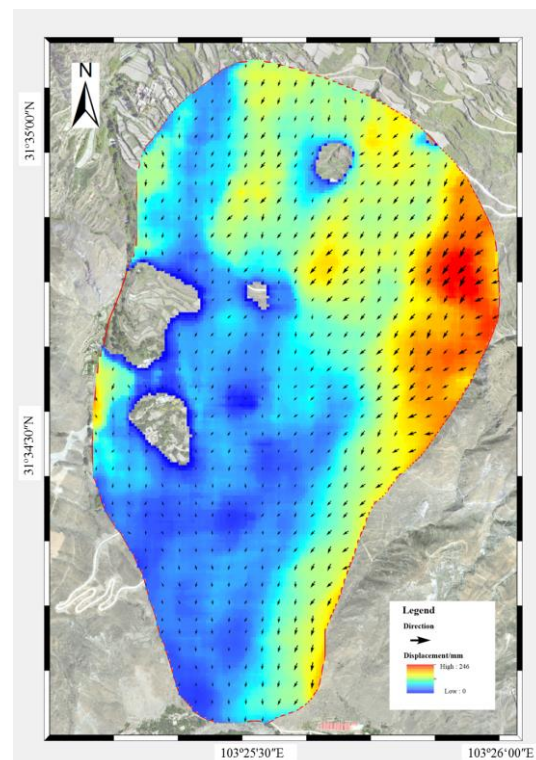 N
31°35′00″N
31°34′30″N
Legend
Direction
Displacement/mm
High : 246
Low : 0
103°25′30″E
103°26′00″E